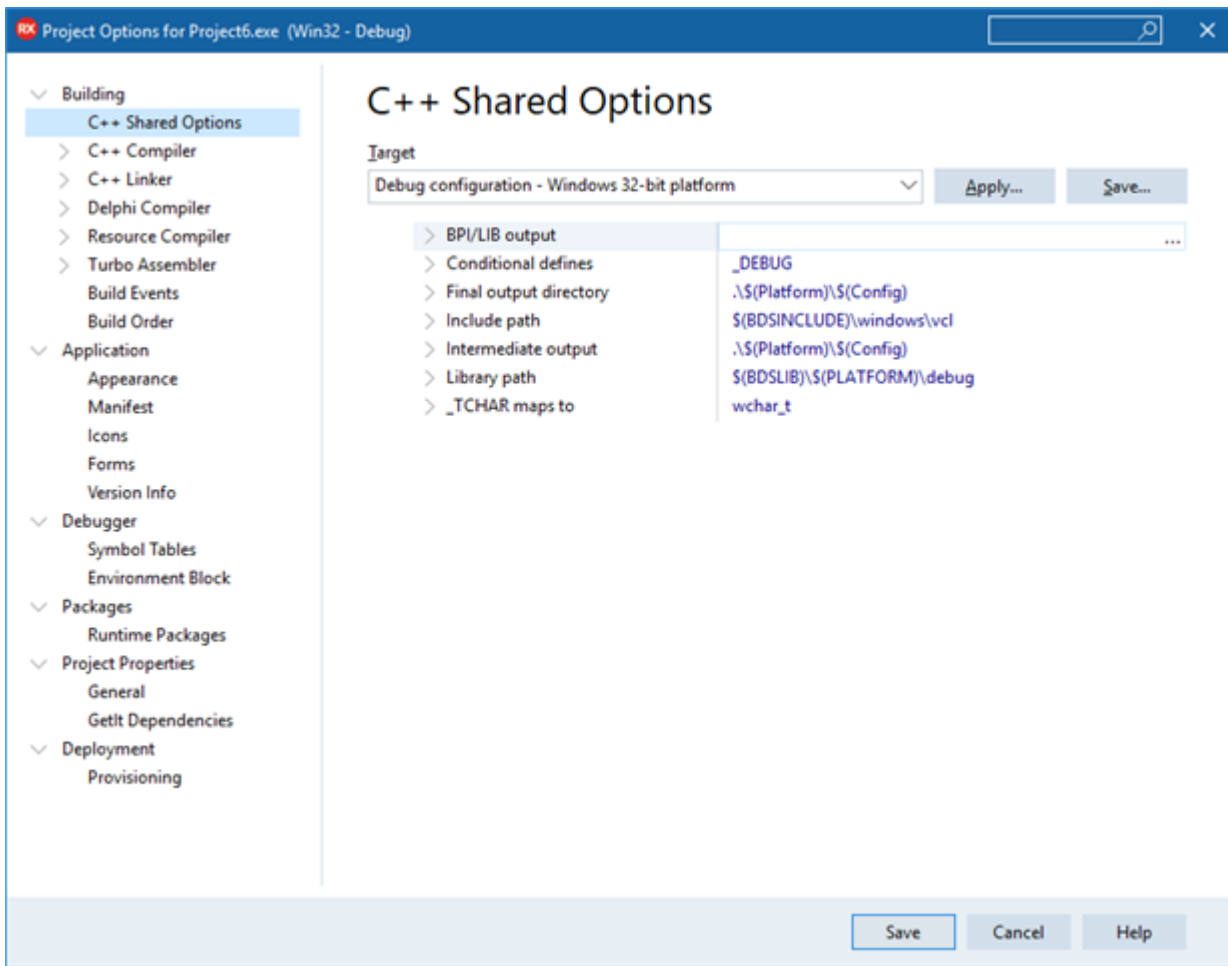 RX Project Options for Project6.exe (Win32 - Debug)
Building
C++ Shared Options
C++ Compiler
C++ Linker
Delphi Compiler
Resource Compiler
Turbo Assembler
Build Events
Build Order
Application
Appearance
Manifest
Icons
Forms
Version Info
Debugger
Symbol Tables
Environment Block
Packages
Runtime Packages
Project Properties
General
GetIt Dependencies
Deployment
Provisioning
C++ Shared Options
Target
Debug configuration - Windows 32-bit platform Apply... Save...
BPI/LIB output ...
Conditional defines _DEBUG
Final output directory .\$(Platform)\$(Config)
Include path $(BDSINCLUDE)\windows\vcl
Intermediate output .\$(Platform)\$(Config)
Library path $(BDSLIB)\$(PLATFORM)\debug
_TCHAR maps to wchar_t
Save Cancel Help